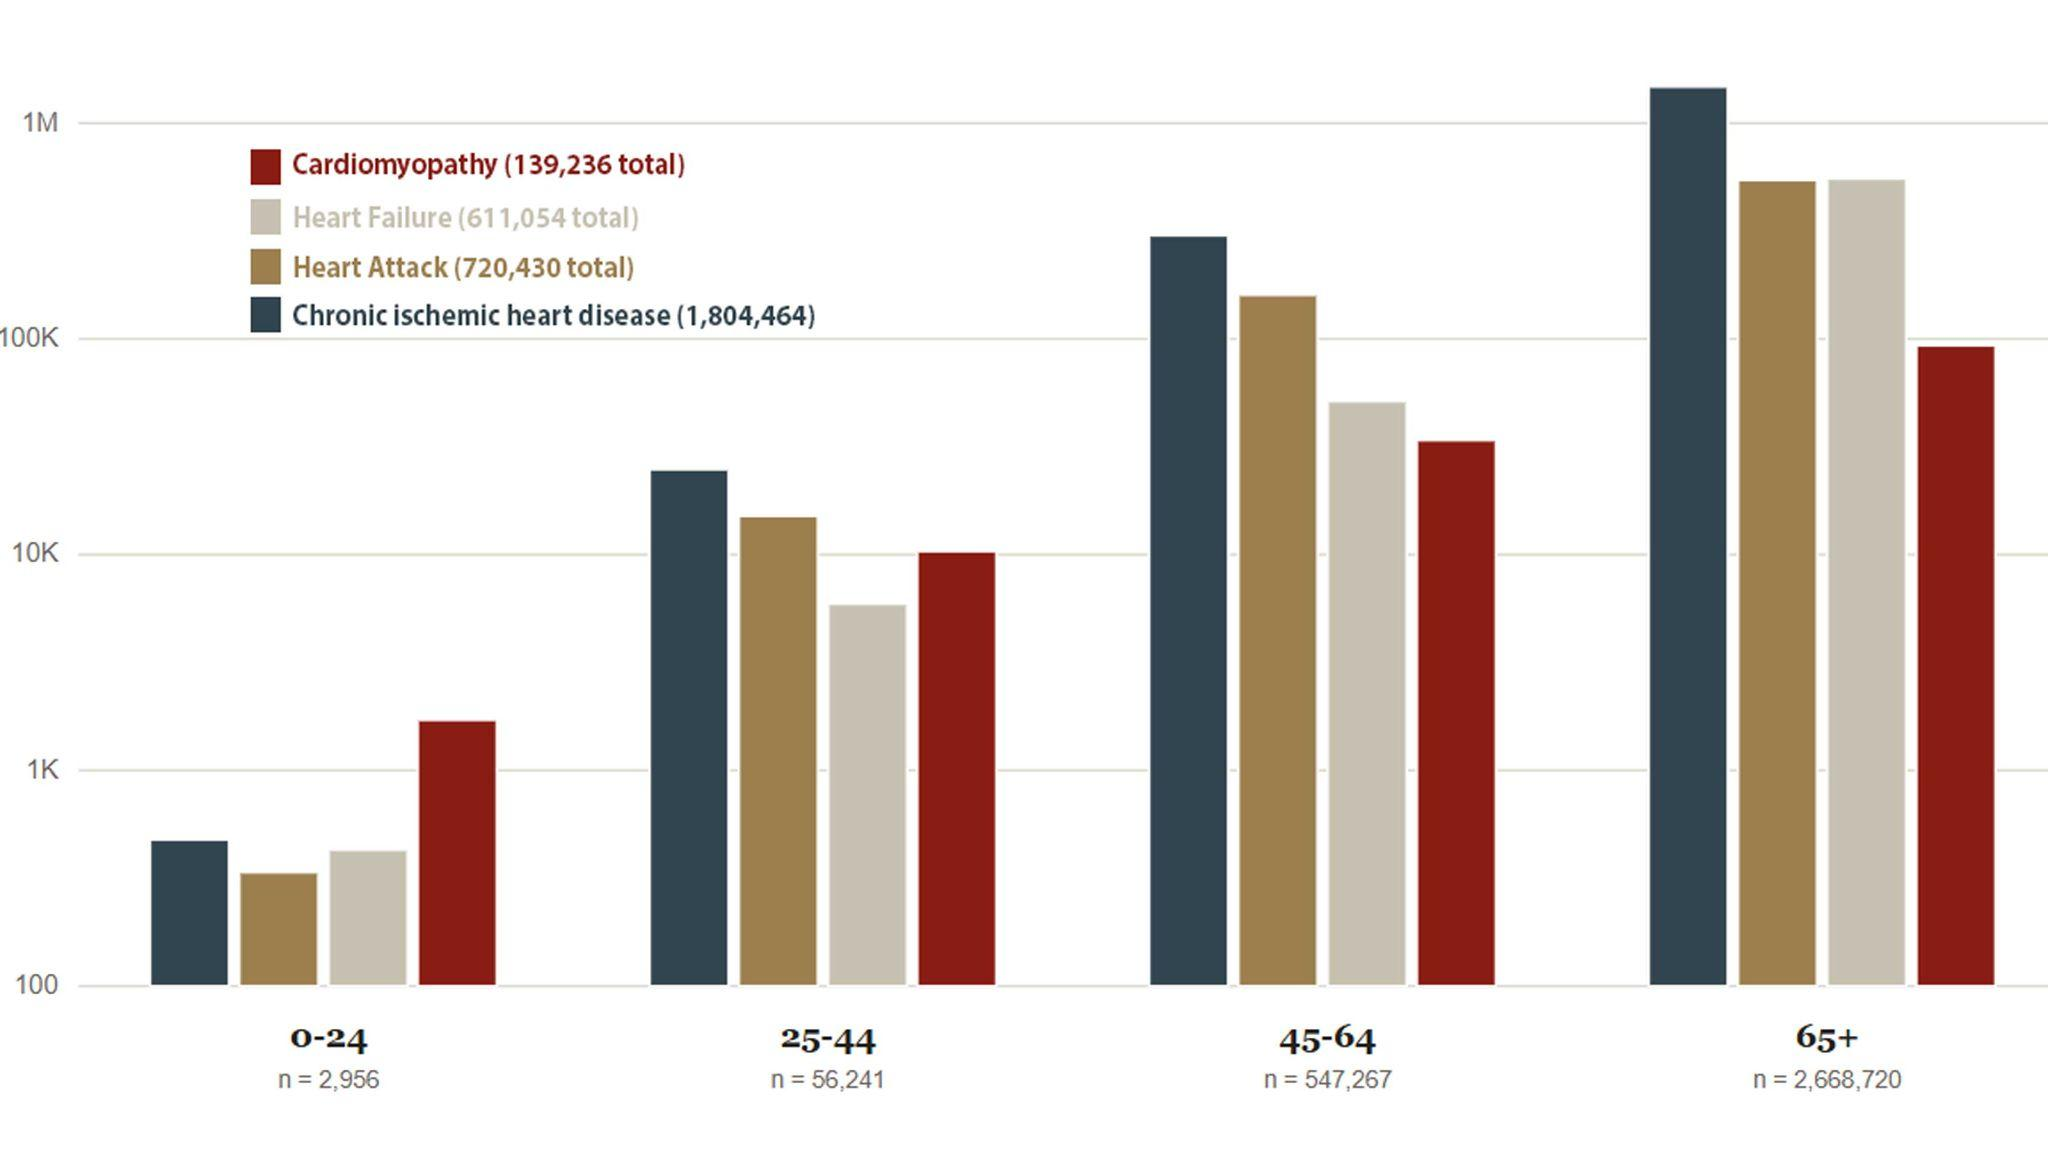 1M
Cardiomyopathy (139,236 total)
Heart Failure (611,054 total)
Heart Attack (720,430 total)
Chronic ischemic heart disease (1,804,464)
100K
10K
1K
100
0-24
25-44
45-64
65+
n = 2,956
n = 56,241
n = 547,267
n = 2,668,720